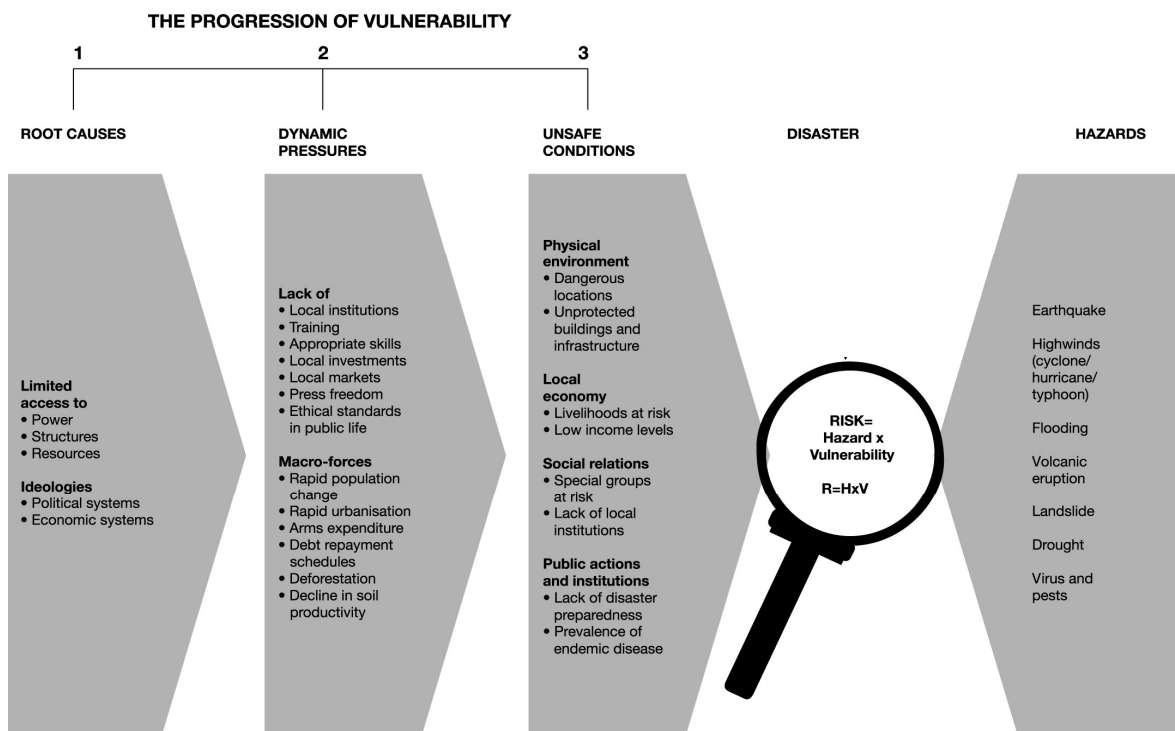 THE PROGRESSION OF VULNERABILITY
1
2
3
ROOT CAUSES
DYNAMIC
PRESSURES
UNSAFE
CONDITIONS
DISASTER
HAZARDS
Limited
access to
• Power
• Structures
• Resources
Ideologies
• Political systems
• Economic systems
Lack of
• Local institutions
• Training
• Appropriate skills
• Local investments
• Local markets
• Press freedom
• Ethical standards
in public life
Macro-forces
• Rapid population
change
• Rapid urbanisation
• Arms expenditure
• Debt repayment
schedules
• Deforestation
• Decline in soil
productivity
Physical
environment
• Dangerous
locations
• Unprotected
buildings and
infrastructure
Local
economy
• Livelihoods at risk
• Low income levels
Social relations
• Special groups
at risk
• Lack of local
institutions
Public actions
and institutions
• Lack of disaster
preparedness
• Prevalence of
endemic disease
RISK=
Hazard x
Vulnerability
R=HxV
Earthquake
Highwinds
(cyclone/
hurricane/
typhoon)
Flooding
Volcanic
eruption
Landslide
Drought
Virus and
pests